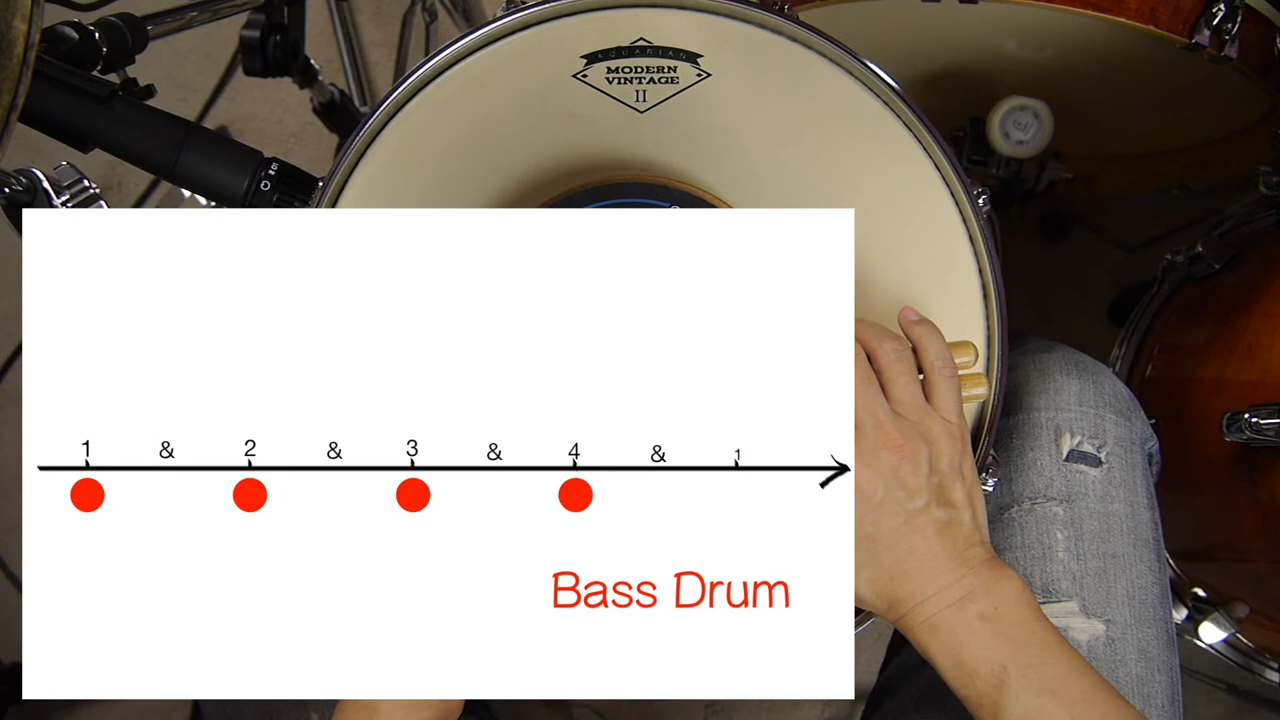 AQUARIAN
MODERN
VINTAGE
II
1 & 2 & 3 & 4 & 1
Bass Drum